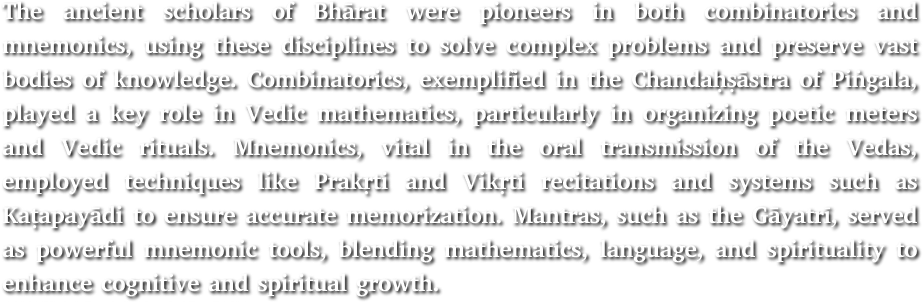 The ancient scholars of Bhārat were pioneers in both combinatorics and
mnemonics, using these disciplines to solve complex problems and preserve vast
bodies of knowledge. Combinatorics, exemplified in the Chandaḥṣāstra of Piṅgala,
played a key role in Vedic mathematics, particularly in organizing poetic meters
and Vedic rituals. Mnemonics, vital in the oral transmission of the Vedas,
employed techniques like Prakṛti and Vikṛti recitations and systems such as
Kaṭapayādi to ensure accurate memorization. Mantras, such as the Gāyatrī, served
as powerful mnemonic tools, blending mathematics, language, and spirituality to
enhance cognitive and spiritual growth.